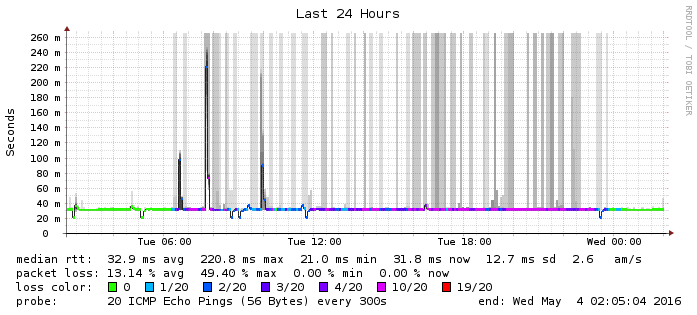 Last 24 Hours
RRDTOOL / TOBI OETIKER
Seconds
260 m
240 m
220 m
200 m
180 m
160 m
140 m
120 m
100 m
80 m
60 m
40 m
20 m
0
Tue 06:00 Tue 12:00 Tue 18:00 Wed 00:00
median rtt: 32.9 ms avg 220.8 ms max 21.0 ms min 31.8 ms now 12.7 ms sd 2.6 am/s
packet loss: 13.14 % avg 49.40 % max 0.00 % min 0.00 % now
loss color: 0 1/20 2/20 3/20 4/20 10/20 19/20
probe: 20 ICMP Echo Pings (56 Bytes) every 300s end: Wed May 4 02:05:04 2016